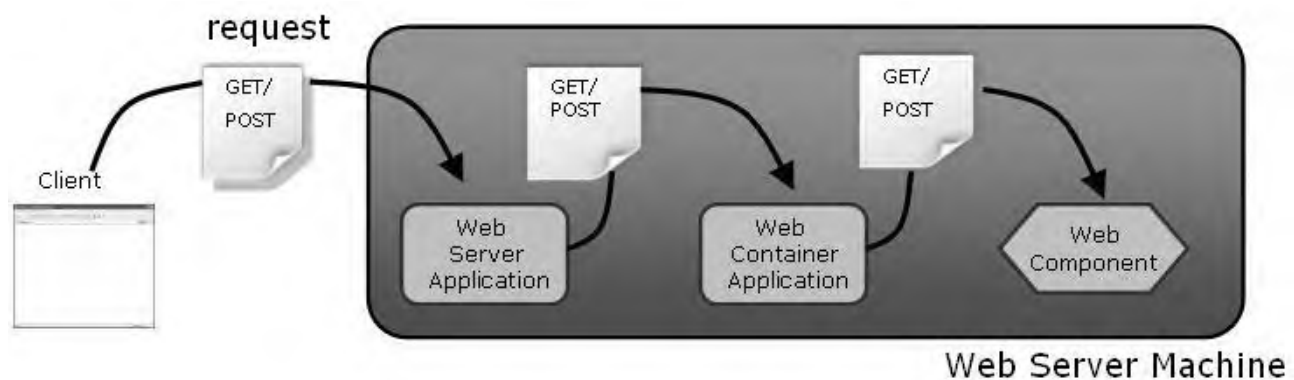 request
GET/
POST
GET/
POST
GET/
POST
Client
Web
Server
Application
Web
Container
Application
Web
Component
Web Server Machine